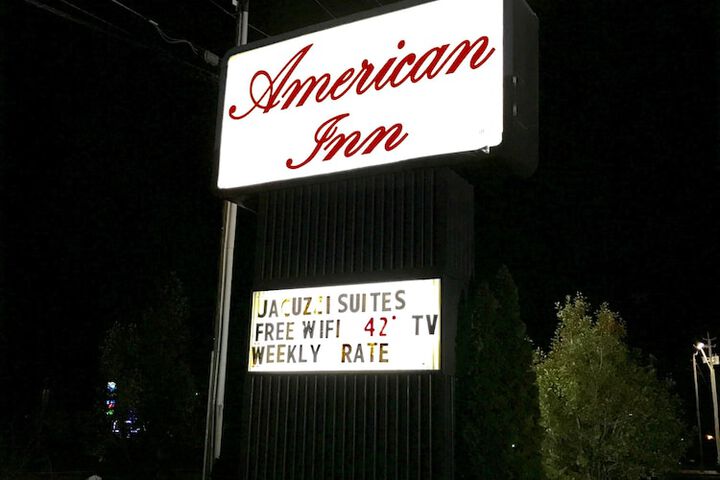 American
Inn
JACUZZI SUITES
FREE WIFI 42" TV
WEEKLY RATE